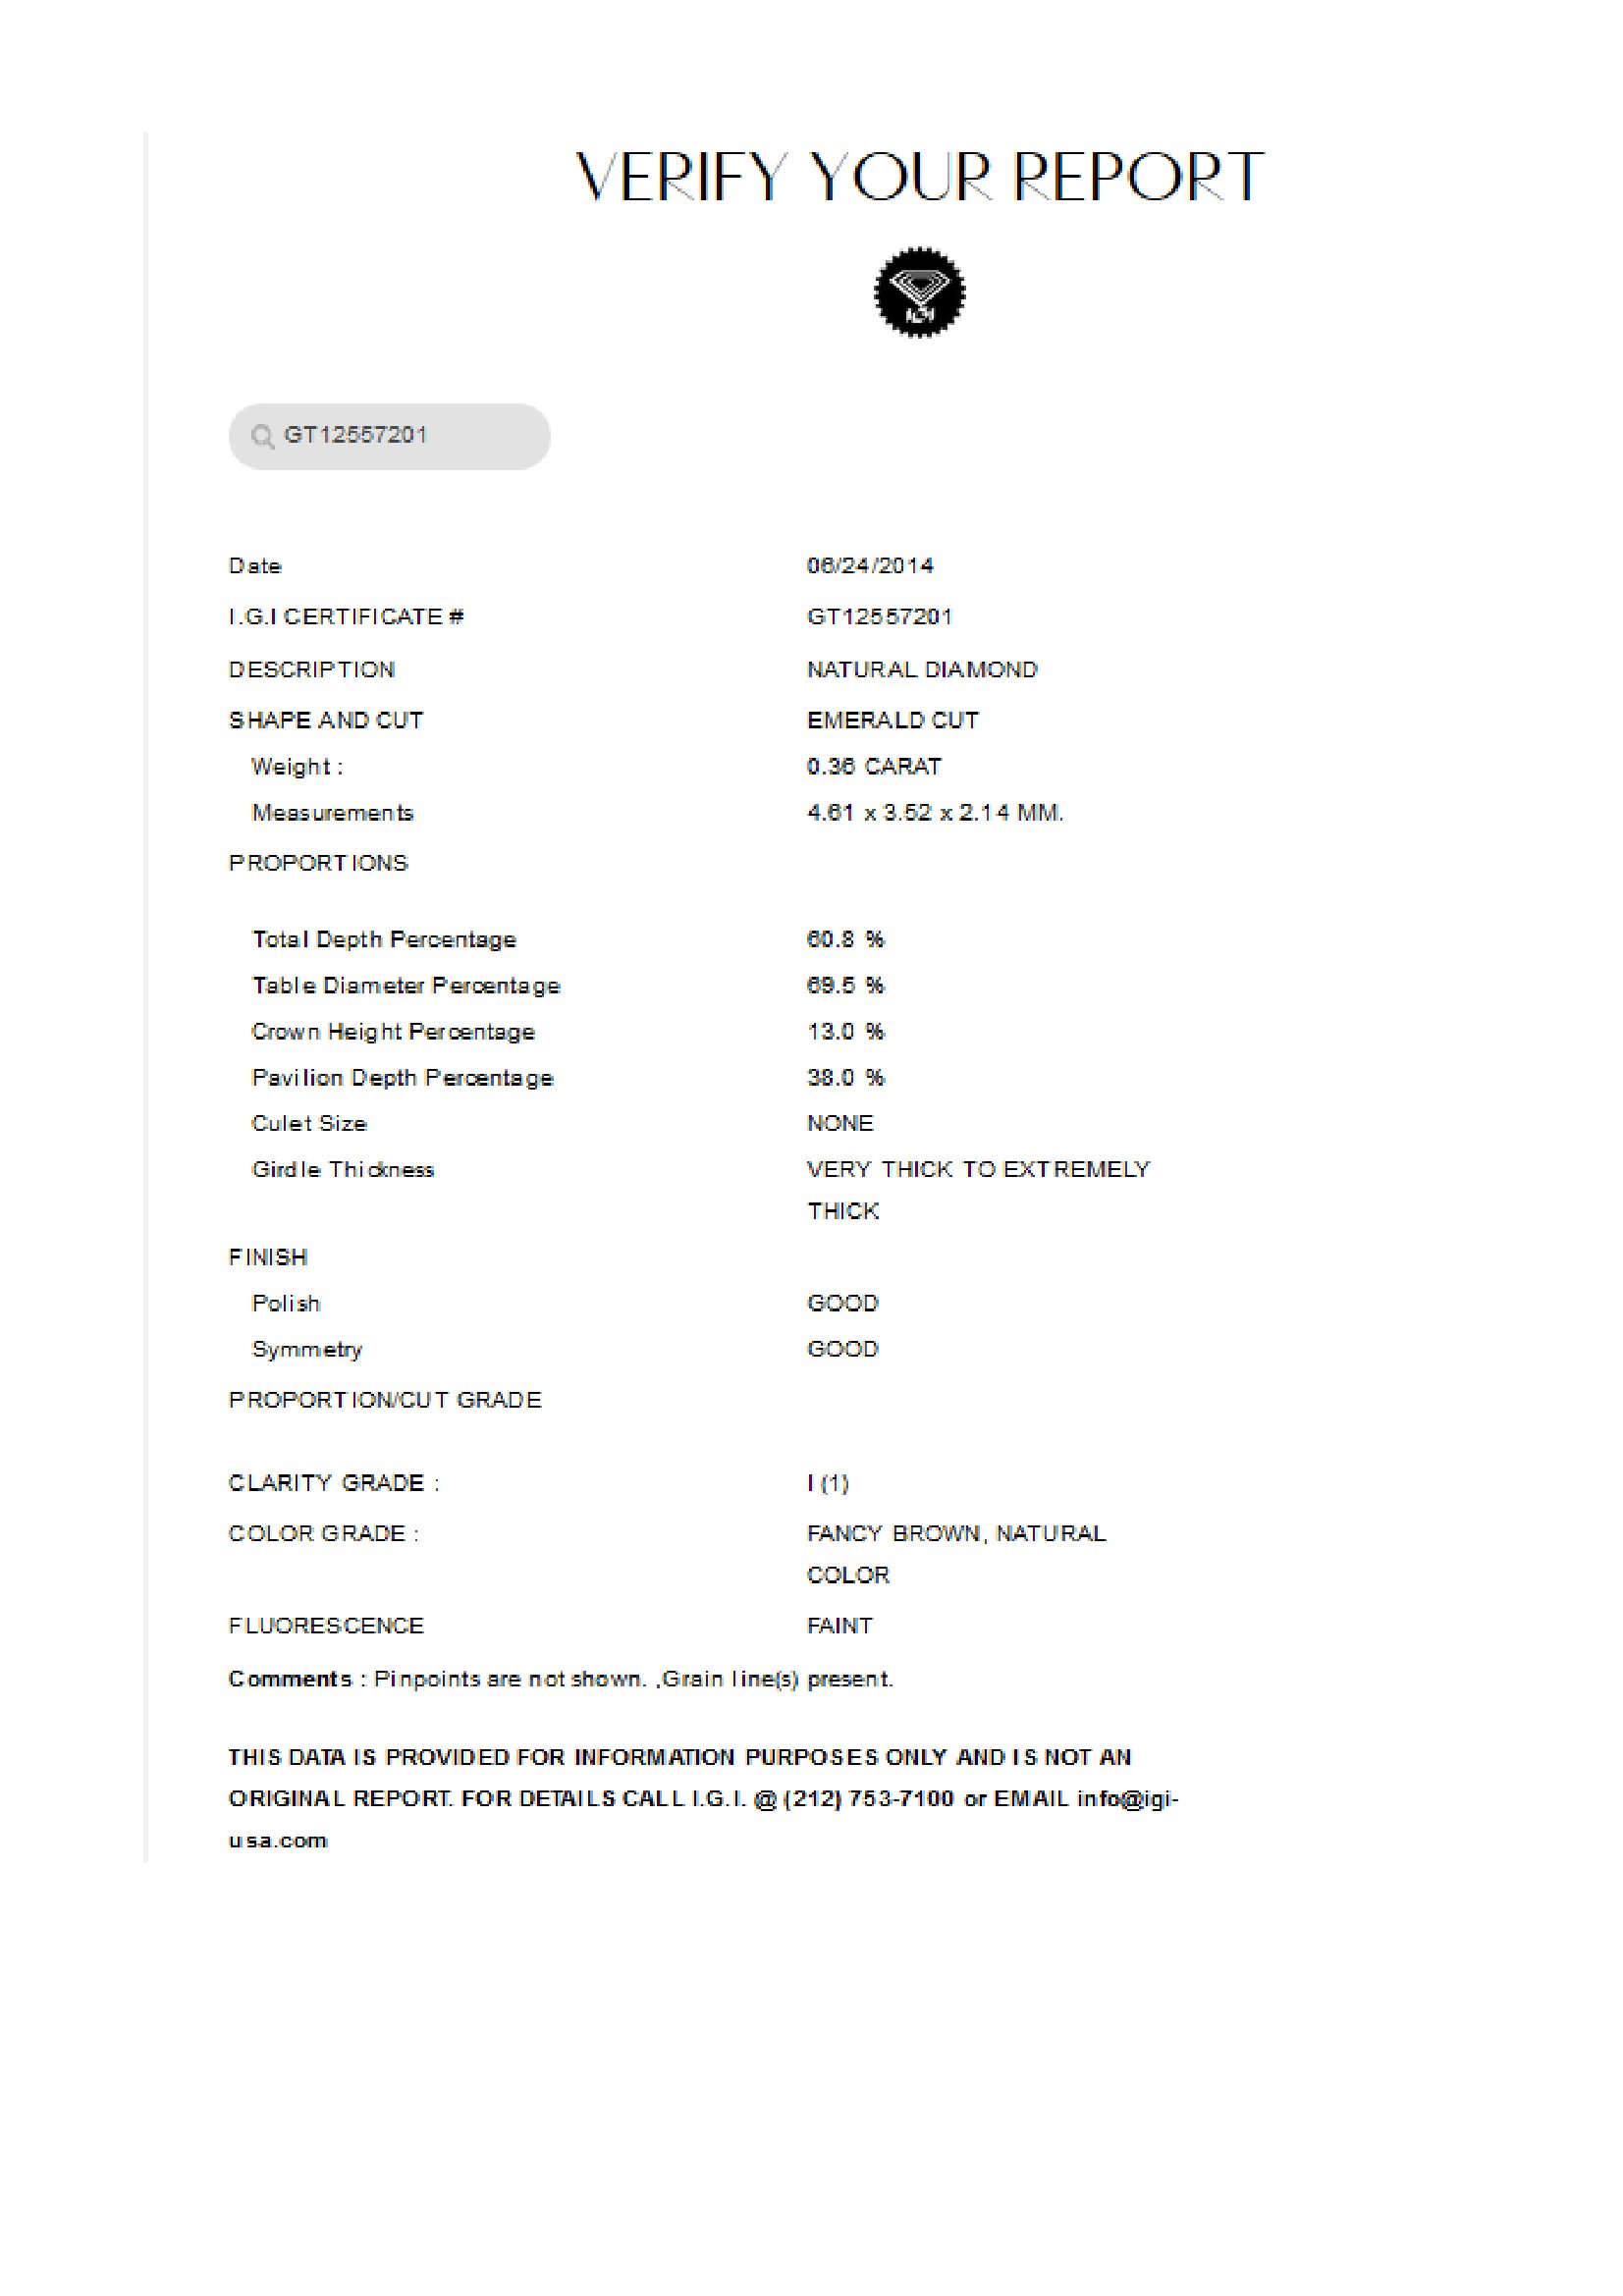 VERIFY YOUR REPORT
IGI
GT12557201
Date 06/24/2014
I.G.I CERTIFICATE # GT12557201
DESCRIPTION NATURAL DIAMOND
SHAPE AND CUT EMERALD CUT
Weight : 0.36 CARAT
Measurements 4.61 x 3.52 x 2.14 MM.
PROPORTIONS
Total Depth Percentage 60.8 %
Table Diameter Percentage 69.5 %
Crown Height Percentage 13.0 %
Pavilion Depth Percentage 38.0 %
Culet Size NONE
Girdle Thickness VERY THICK TO EXTREMELY
THICK
FINISH
Polish GOOD
Symmetry GOOD
PROPORTION/CUT GRADE
CLARITY GRADE : I (1)
COLOR GRADE : FANCY BROWN, NATURAL
COLOR
FLUORESCENCE FAINT
Comments : Pinpoints are not shown. ,Grain line(s) present.
THIS DATA IS PROVIDED FOR INFORMATION PURPOSES ONLY AND IS NOT AN
ORIGINAL REPORT. FOR DETAILS CALL I.G.I. @ (212) 753-7100 or EMAIL info@igi-
usa.com